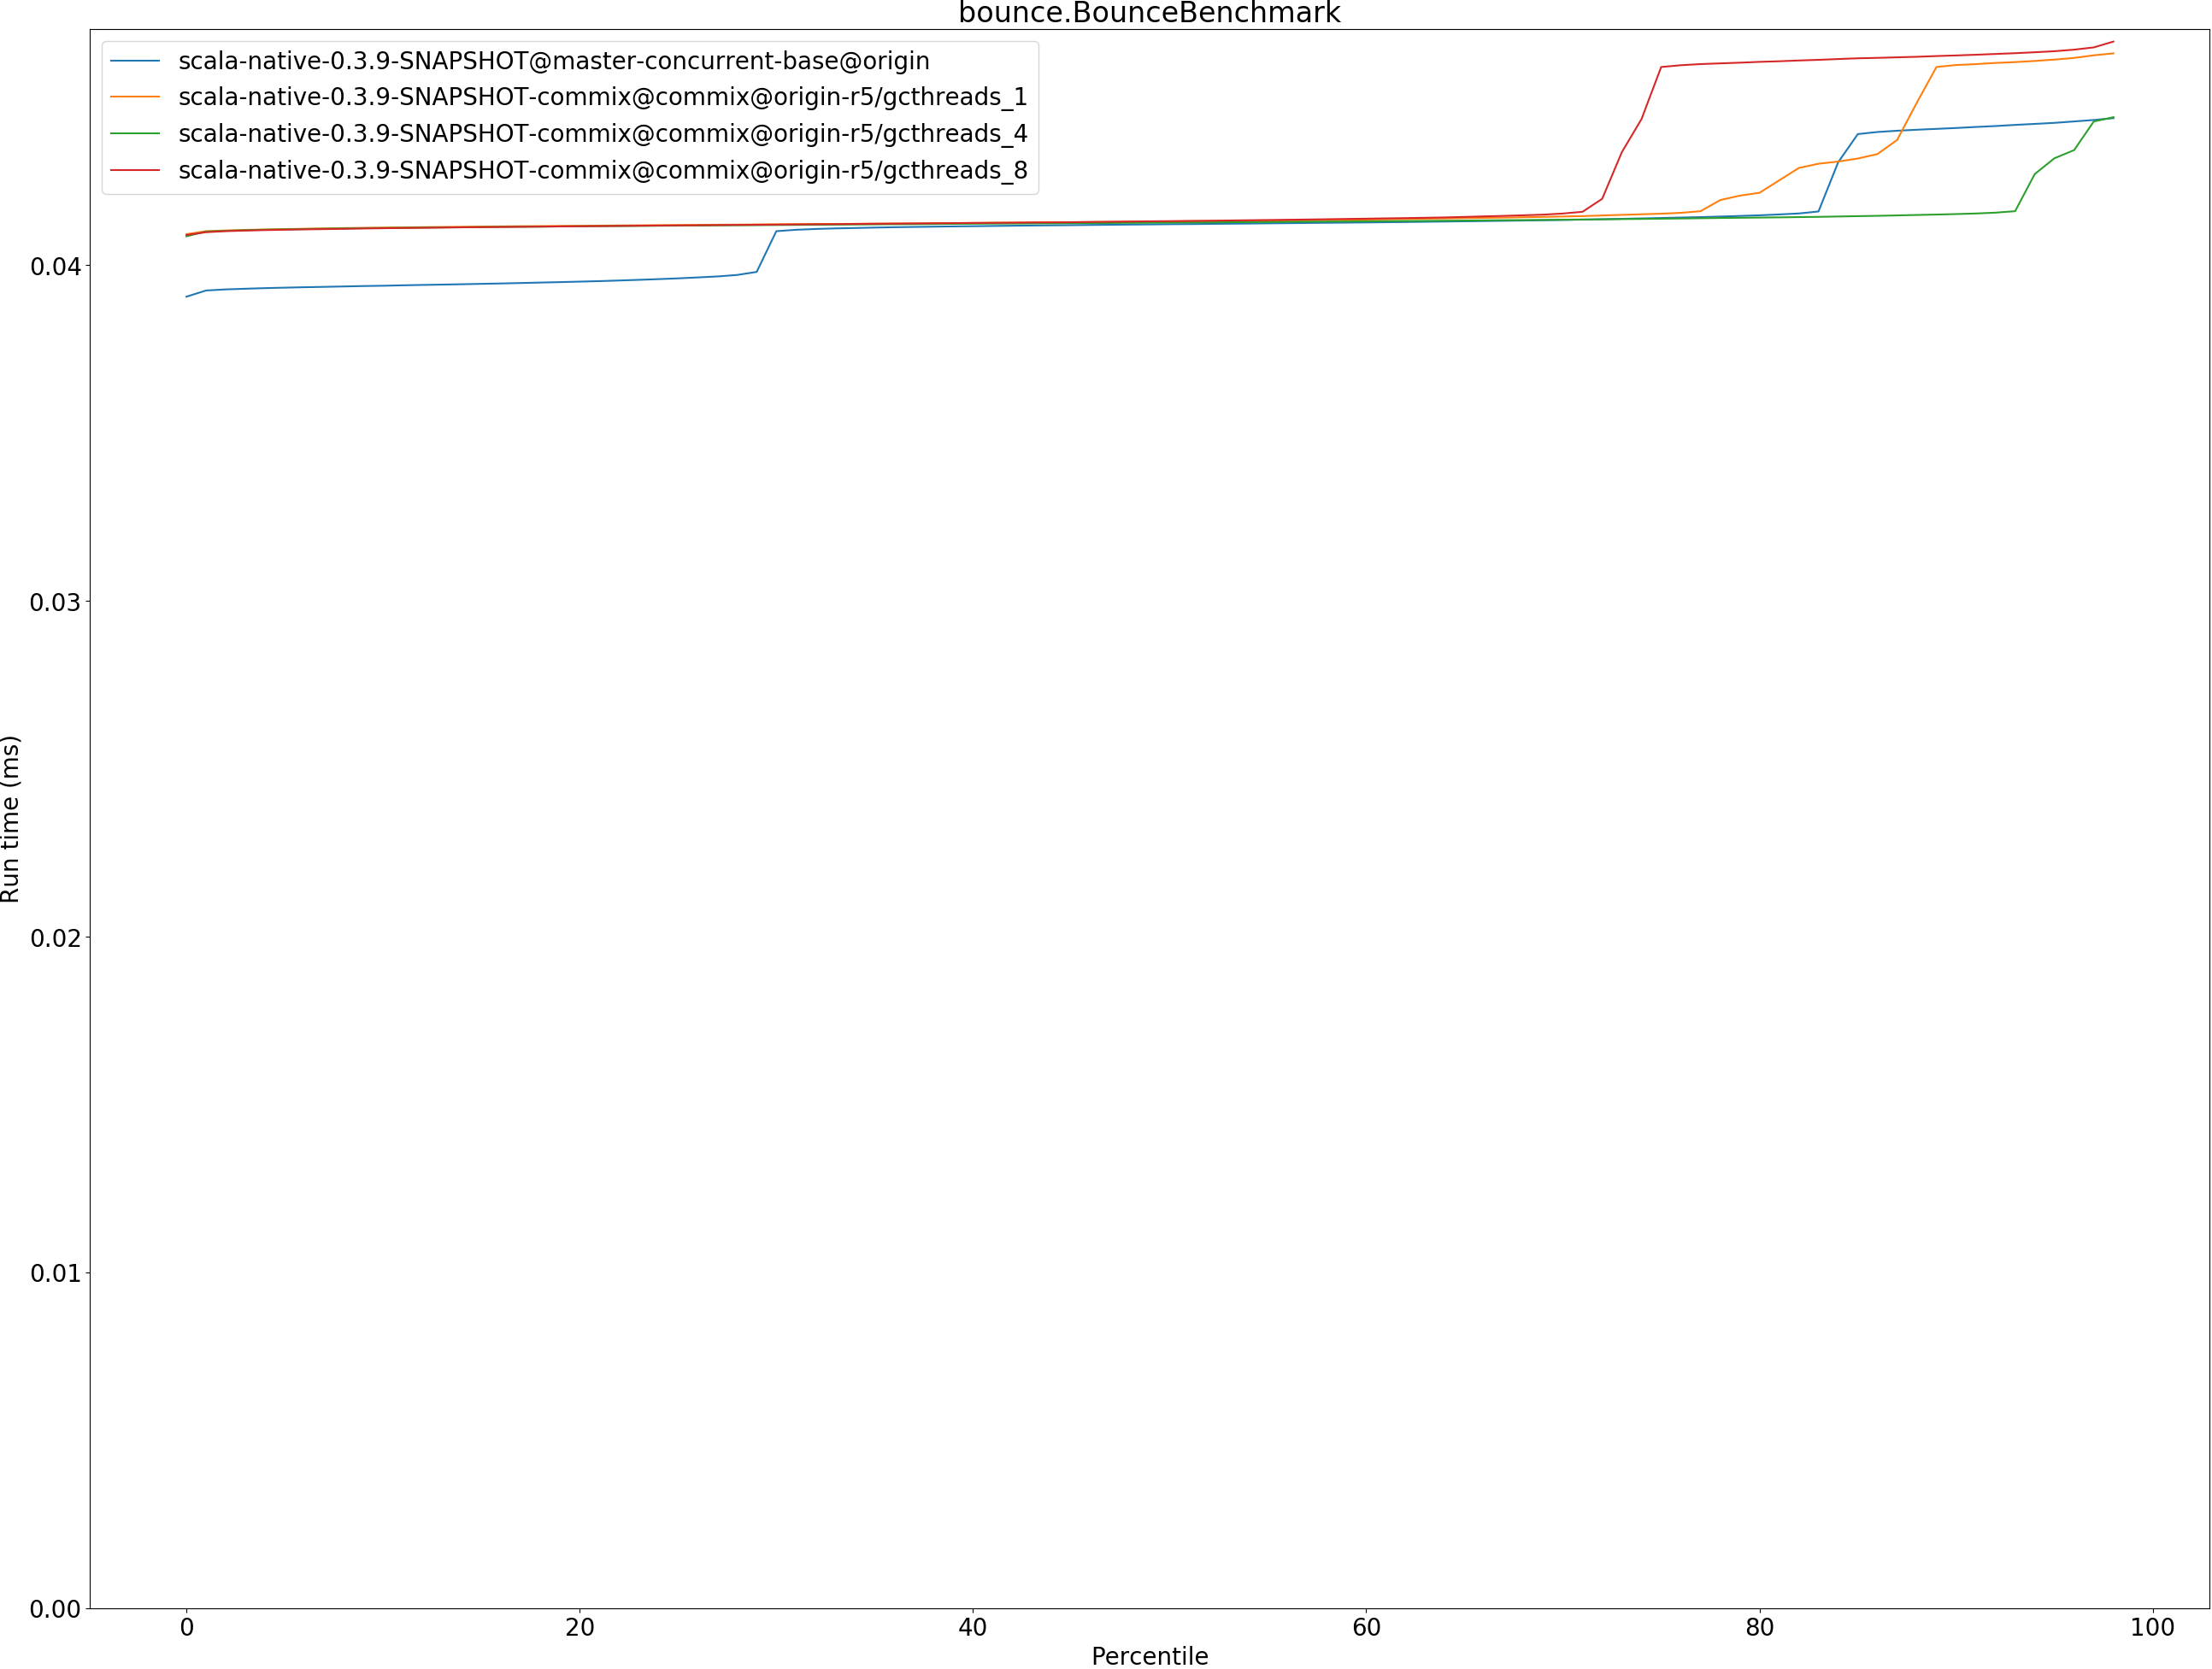 bounce.BounceBenchmark
scala-native-0.3.9-SNAPSHOT@master-concurrent-base@origin
scala-native-0.3.9-SNAPSHOT-commix@commix@origin-r5/gcthreads_1
scala-native-0.3.9-SNAPSHOT-commix@commix@origin-r5/gcthreads_4
scala-native-0.3.9-SNAPSHOT-commix@commix@origin-r5/gcthreads_8
0.04
0.03
0.02
0.01
0.00
Run time (ms)
0 20 40 60 80 100
Percentile